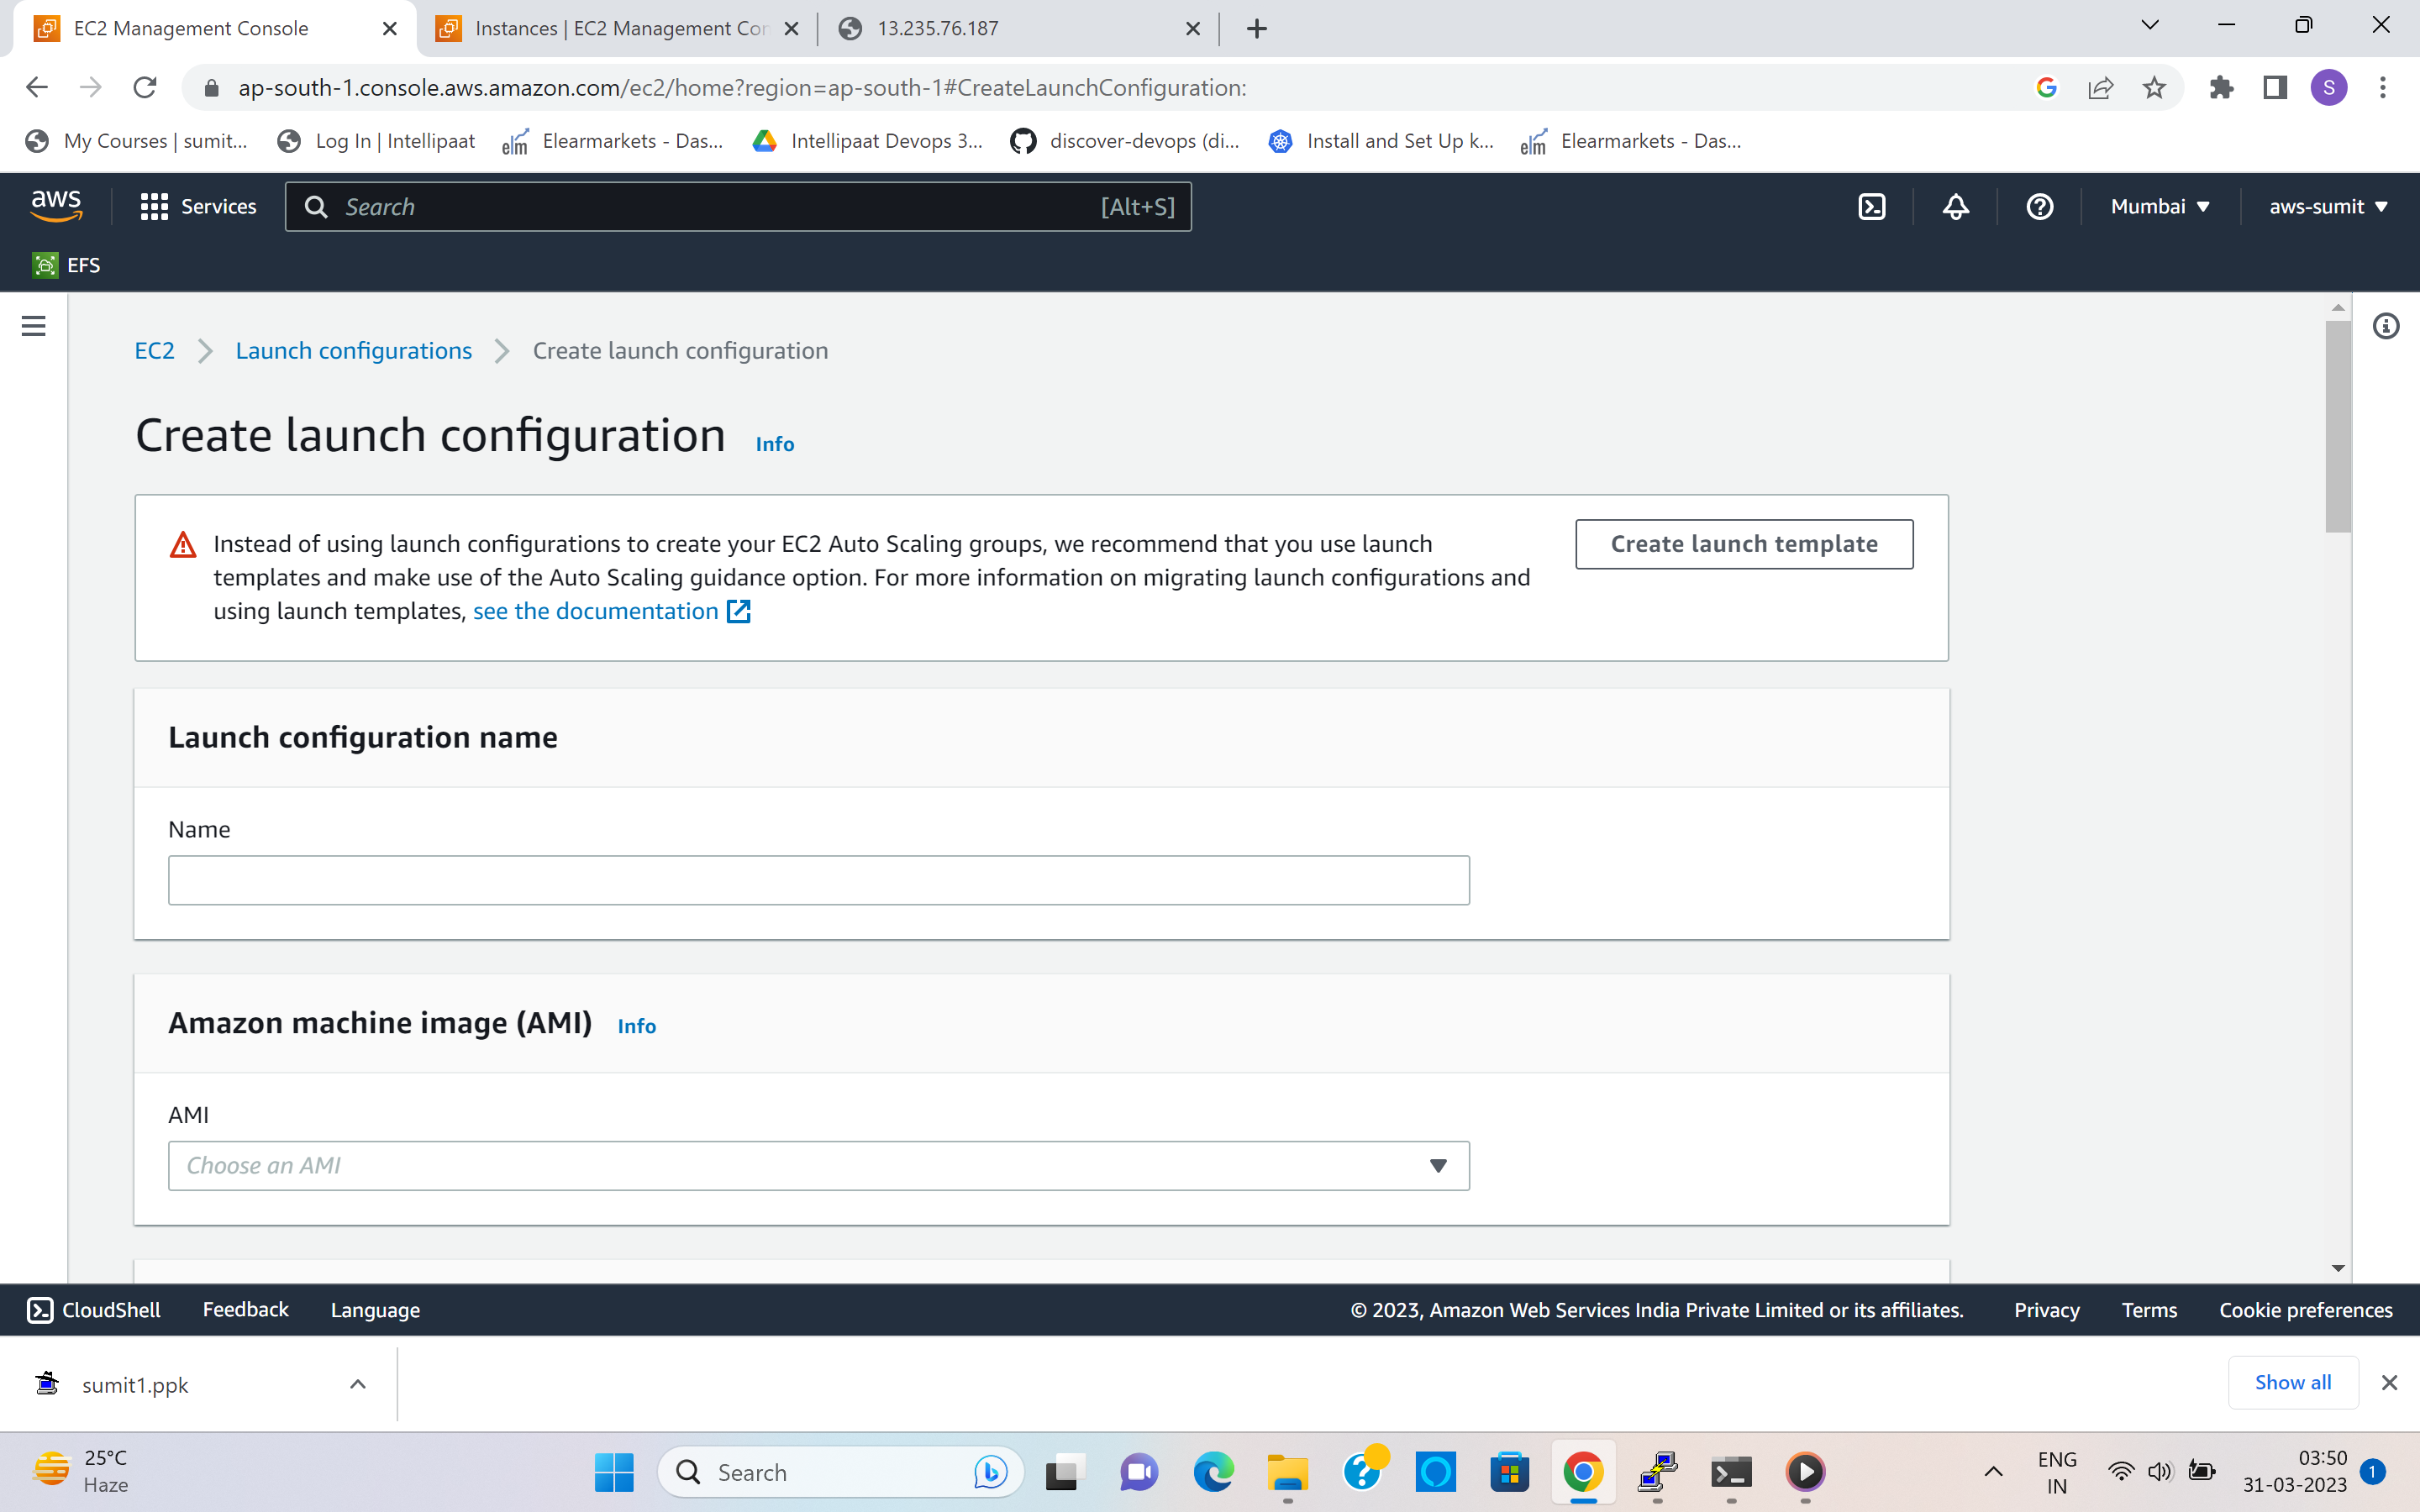 EC2 Management Console
Instances | EC2 Management Con
13.235.76.187
ap-south-1.console.aws.amazon.com/ec2/home?region=ap-south-1#CreateLaunchConfiguration:
S
My Courses | sumit...
Log In | Intellipaat
elm
Elearmarkets - Das...
Intellipaat Devops 3...
discover-devops (di...
Install and Set Up k...
elm
Elearmarkets - Das...
aws
Services
Search
[Alt+S]
Mumbai
aws-sumit
EFS
EC2
Launch configurations
Create launch configuration
Create launch configuration Info
Instead of using launch configurations to create your EC2 Auto Scaling groups, we recommend that you use launch
templates and make use of the Auto Scaling guidance option. For more information on migrating launch configurations and
using launch templates, see the documentation
Create launch template
Launch configuration name
Name
Amazon machine image (AMI) Info
AMI
Choose an AMI
CloudShell
Feedback
Language
© 2023, Amazon Web Services India Private Limited or its affiliates.
Privacy
Terms
Cookie preferences
sumit1.ppk
Show all
25°C
Haze
Search
ENG
IN
03:50
31-03-2023
1